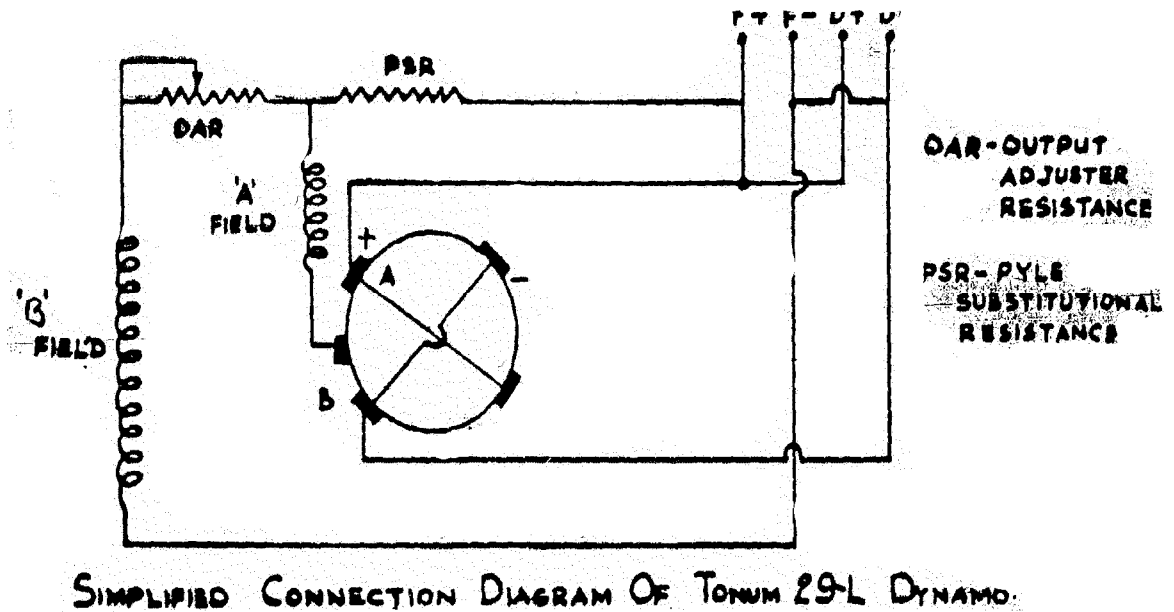 F+ F- D+ D
PSR
OAR
'A'
FIELD
+
A
-
B
'B'
FIELD
OAR-OUTPUT
ADJUSTER
RESISTANCE
PSR-PYLE
SUBSTITUTIONAL
RESISTANCE
SIMPLIFIED CONNECTION DIAGRAM OF TONUM 29-L DYNAMO.